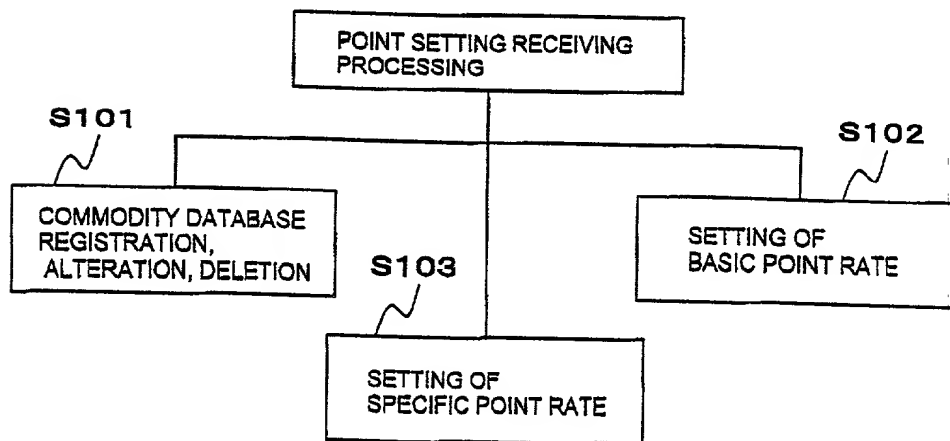 POINT SETTING RECEIVING
PROCESSING
S101
S102
COMMODITY DATABASE
REGISTRATION,
ALTERATION, DELETION
SETTING OF
BASIC POINT RATE
S103
SETTING OF
SPECIFIC POINT RATE